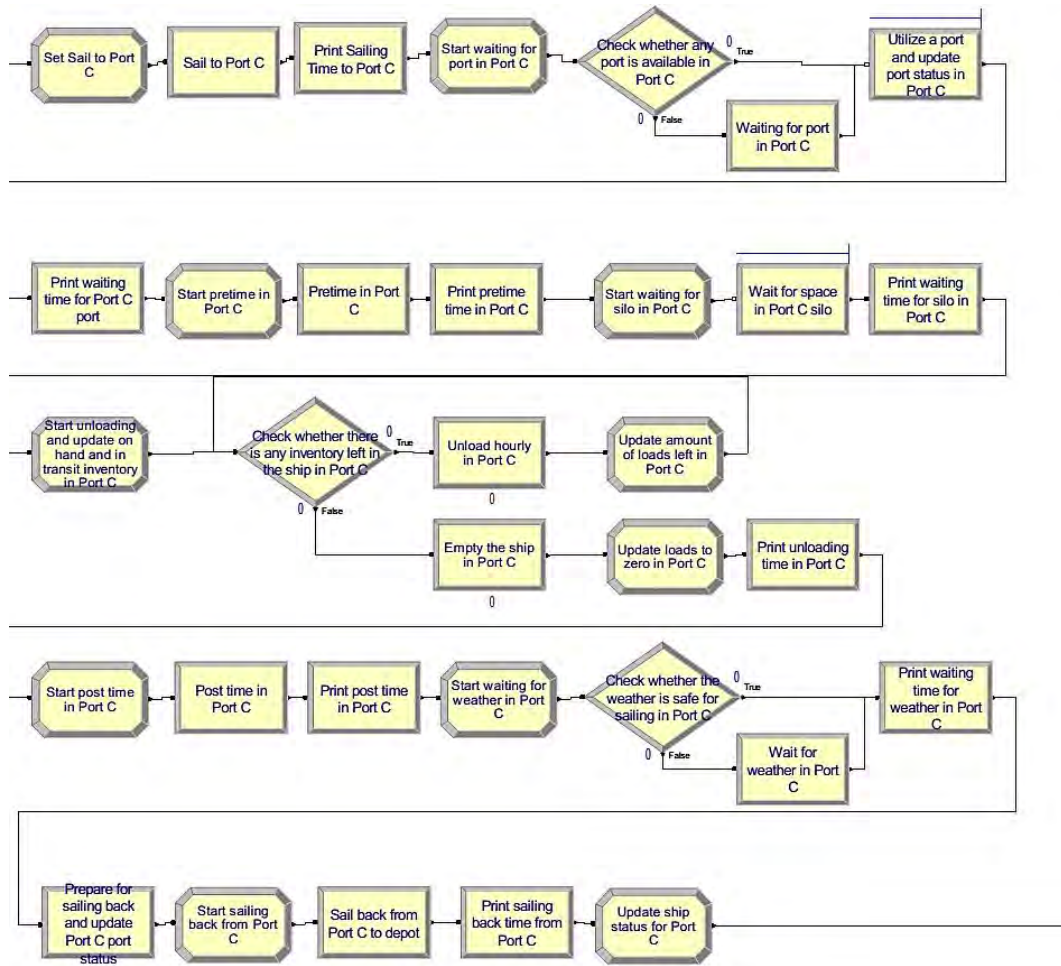 Set Sail to Port
C
Sail to Port C
Print Sailing
Time to Port C
Start waiting for
port in Port C
Check whether any
port is available in
Port C
0
True
0
False
Waiting for port
in Port C
Utilize a port
and update
port status in
Port C
Print waiting
time for Port C
port
Start pretime in
Port C
Pretime in Port
C
Print pretime
time in Port C
Start waiting for
silo in Port C
Wait for space
in Port C silo
Print waiting
time for silo in
Port C
Start unloading
and update on
hand and in
transit inventory
in Port C
Check whether there
is any inventory left in
the ship in Port C
0
True
0
False
Unload hourly
in Port C
0
Update amount
of loads left in
Port C
Empty the ship
in Port C
0
Update loads to
zero in Port C
Print unloading
time in Port C
Start post time
in Port C
Post time in
Port C
Print post time
in Port C
Start waiting for
weather in Port
C
Check whether the
weather is safe for
sailing in Port C
0
True
0
False
Wait for
weather in Port
C
Print waiting
time for
weather in Port
C
Prepare for
sailing back
and update
Port C port
status
Start sailing
back from Port
C
Sail back from
Port C to depot
Print sailing
back time from
Port C
Update ship
status for Port
C